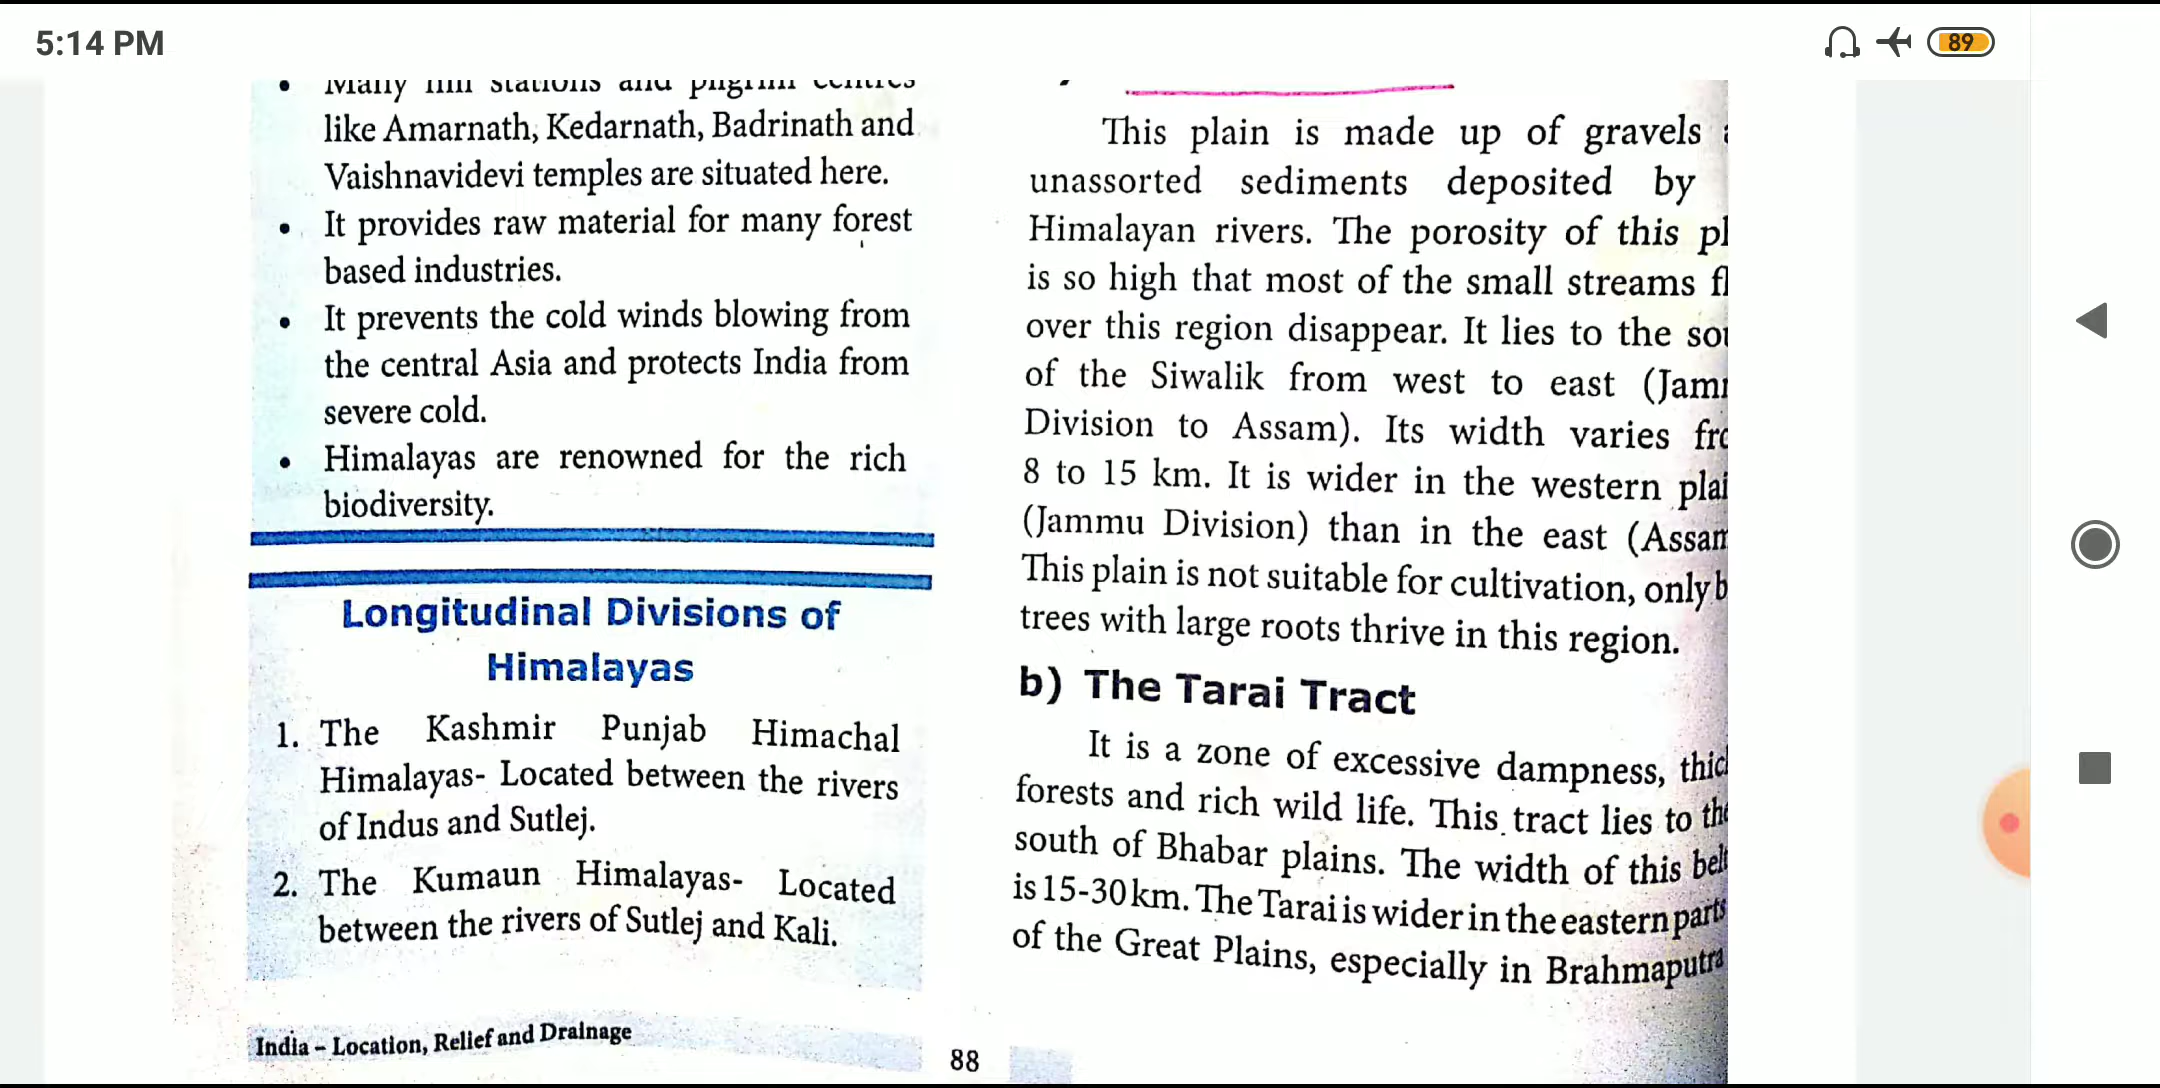 5:14 PM
89
Many hill stations and pilgrim centres
like Amarnath, Kedarnath, Badrinath and
Vaishnavidevi temples are situated here.
It provides raw material for many forest
based industries.
It prevents the cold winds blowing from
the central Asia and protects India from
severe cold.
Himalayas are renowned for the rich
biodiversity.
Longitudinal Divisions of
Himalayas
1. The Kashmir Punjab Himachal
Himalayas- Located between the rivers
of Indus and Sutlej.
2. The Kumaun Himalayas- Located
between the rivers of Sutlej and Kali.
This plain is made up of gravels
unassorted sediments deposited by
Himalayan rivers. The porosity of this
is so high that most of the small streams
over this region disappear. It lies to the
of the Siwalik from west to east
Division to Assam). Its width varies
8 to 15 km. It is wider in the western
(Jammu Division) than in the east
This plain is not suitable for cultivation, only
trees with large roots thrive in this region.
b) The Tarai Tract
It is a zone of excessive dampness,
forests and rich wild life. This tract lies to
south of Bhabar plains. The width of this
is 15-30 km. The Tarai is wider in the eastern parts
of the Great Plains, especially in Brahmaputra
India – Location, Relief and Drainage
88